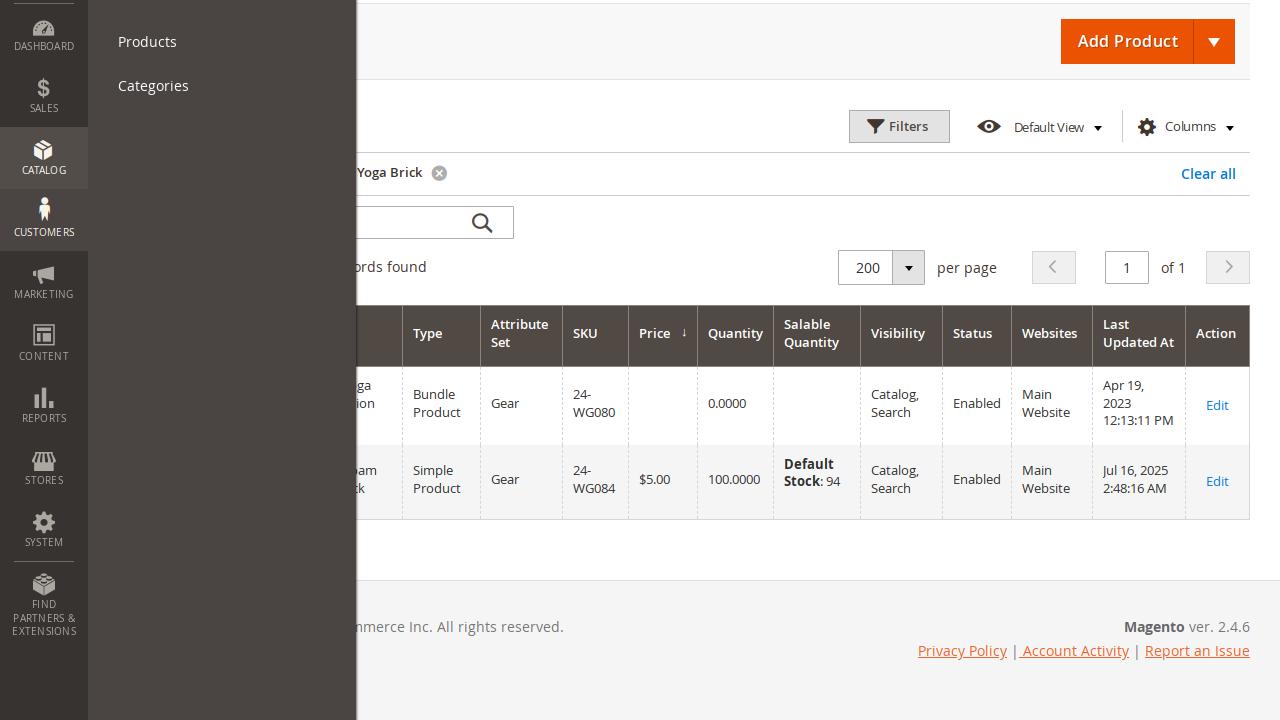 DASHBOARD
SALES
CATALOG
CUSTOMERS
MARKETING
CONTENT
REPORTS
STORES
SYSTEM
FIND
PARTNERS &
EXTENSIONS
Products
Categories
Add Product
Filters
Default View
Columns
Yoga Brick
Clear all
ords found
200
per page
1
of 1
Type
Attribute
Set
SKU
Price ↓
Quantity
Salable
Quantity
Visibility
Status
Websites
Last
Updated At
Action
ga
ion
Bundle
Product
Gear
24-
WG080
0.0000
Catalog,
Search
Enabled
Main
Website
Apr 19,
2023
12:13:11 PM
Edit
am
k
Simple
Product
Gear
24-
WG084
$5.00
100.0000
Default
Stock: 94
Catalog,
Search
Enabled
Main
Website
Jul 16, 2025
2:48:16 AM
Edit
mmerce Inc. All rights reserved.
Magento ver. 2.4.6
Privacy Policy | Account Activity | Report an Issue